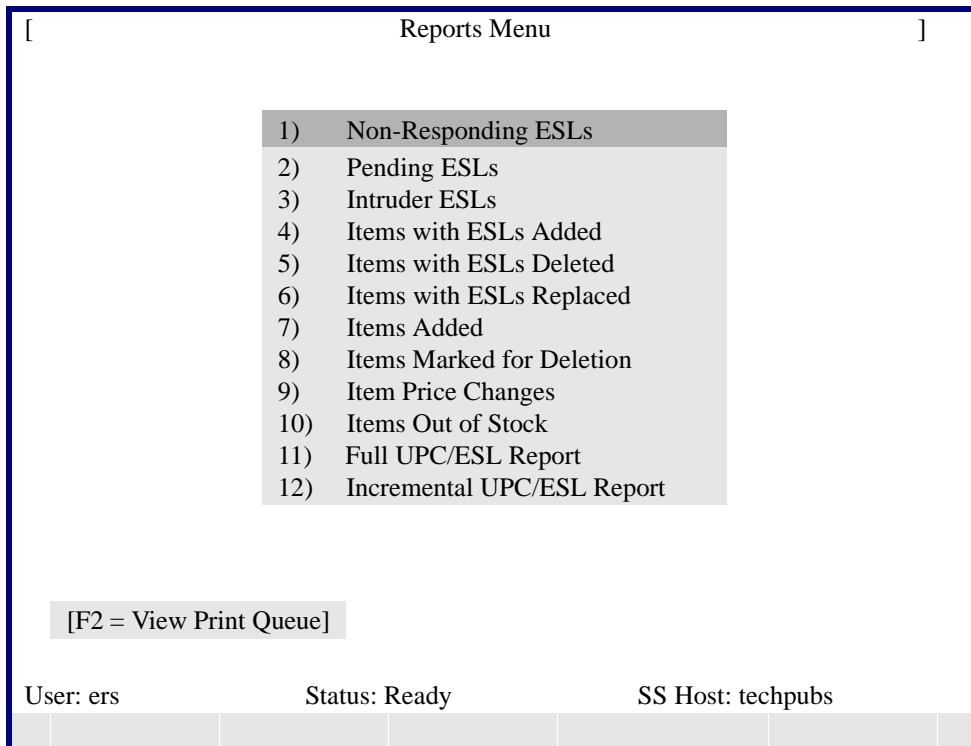 [ Reports Menu ]
1) Non-Responding ESLs
2) Pending ESLs
3) Intruder ESLs
4) Items with ESLs Added
5) Items with ESLs Deleted
6) Items with ESLs Replaced
7) Items Added
8) Items Marked for Deletion
9) Item Price Changes
10) Items Out of Stock
11) Full UPC/ESL Report
12) Incremental UPC/ESL Report
[F2 = View Print Queue]
User: ers Status: Ready SS Host: techpubs